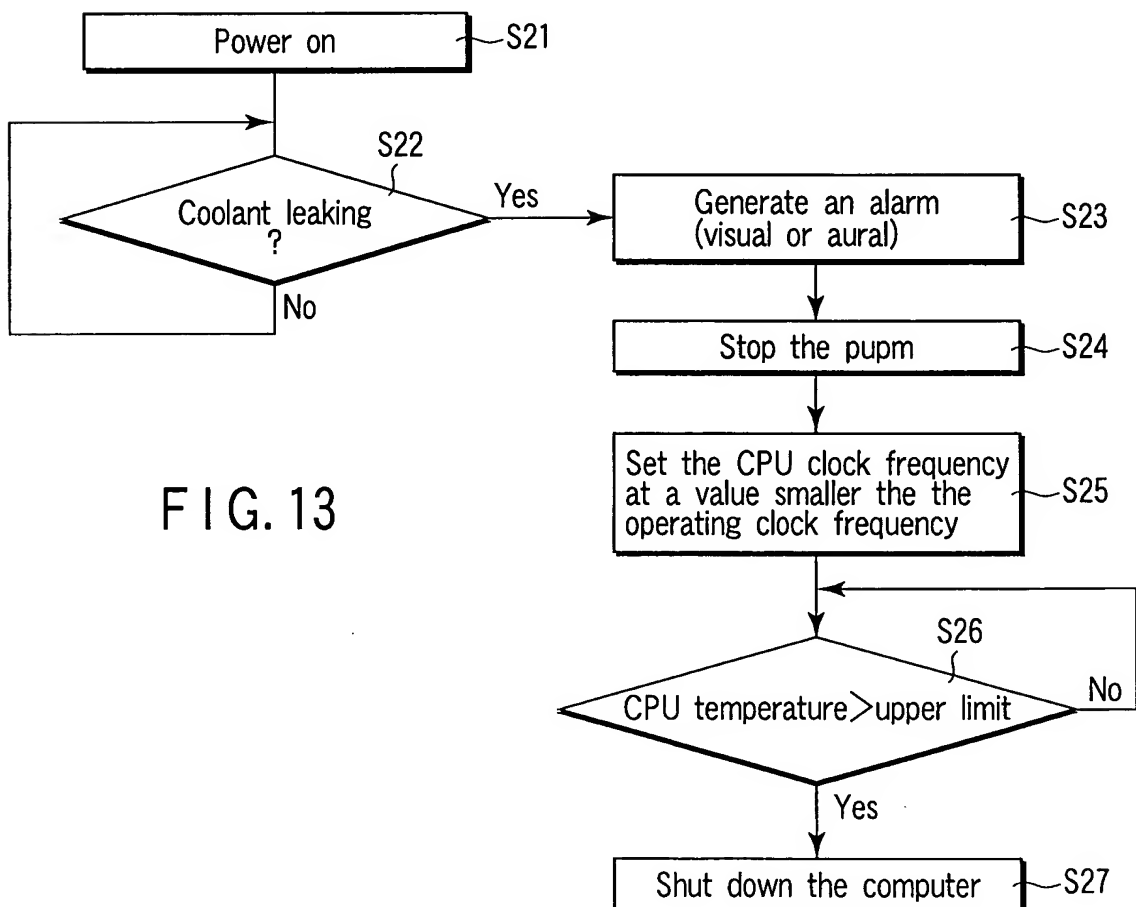 Power on
S21
S22
Coolant leaking
?
Yes
No
Generate an alarm
(visual or aural)
S23
Stop the pupm
S24
Set the CPU clock frequency
at a value smaller the the
operating clock frequency
S25
FIG. 13
S26
CPU temperature>upper limit
No
Yes
Shut down the computer
S27